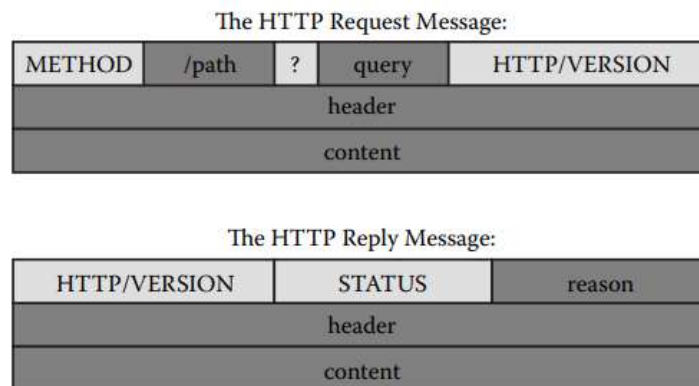 The HTTP Request Message:
METHOD /path ? query HTTP/VERSION
header
content
The HTTP Reply Message:
HTTP/VERSION STATUS reason
header
content